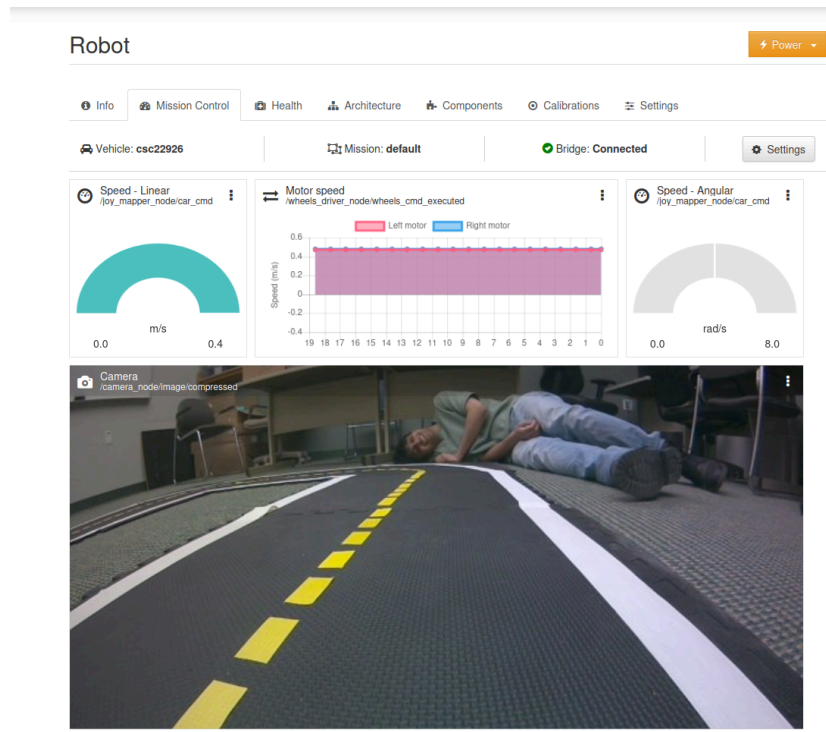 Robot
Power
Info Mission Control Health Architecture Components Calibrations Settings
Vehicle: csc22926 Mission: default Bridge: Connected Settings
Speed - Linear
/joy_mapper_node/car_cmd
m/s
0.0 0.4
Motor speed
/wheels_driver_node/wheels_cmd_executed
Left motor Right motor
Speed (m/s)
0.6
0.4
0.2
0
-0.2
-0.4
19 18 17 16 15 14 13 12 11 10 9 8 7 6 5 4 3 2 1 0
Speed - Angular
/joy_mapper_node/car_cmd
rad/s
0.0 8.0
Camera
/camera_node/image/compressed